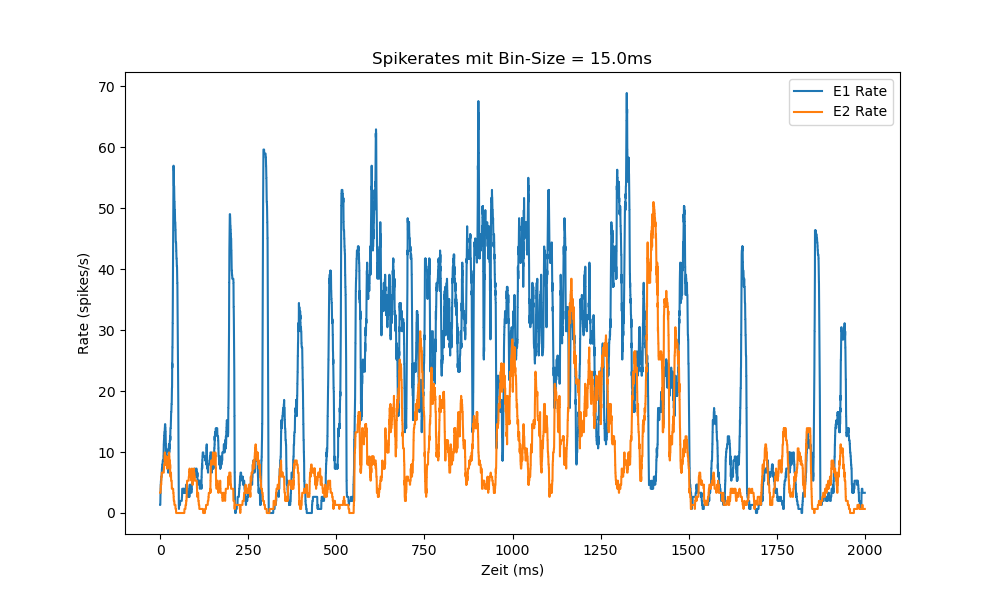 Spikerates mit Bin-Size = 15.0ms
E1 Rate
E2 Rate
Rate (spikes/s)
70
60
50
40
30
20
10
0
0 250 500 750 1000 1250 1500 1750 2000
Zeit (ms)